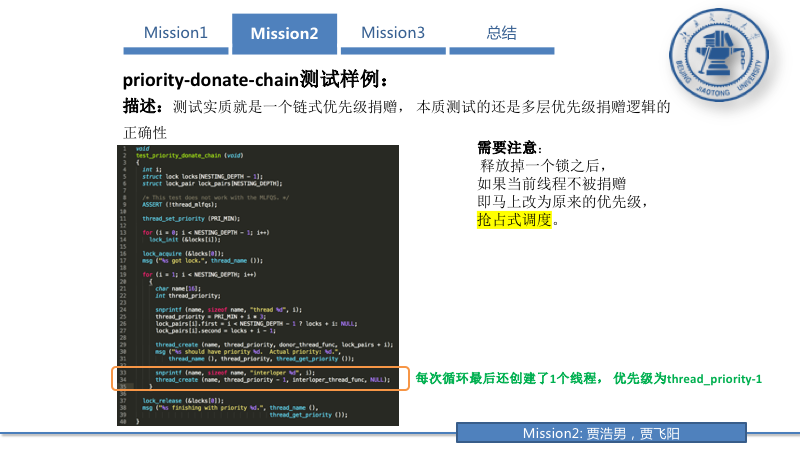 Mission1
Mission2
Mission3
总结
北京交通大学
BEIJING JIAOTONG UNIVERSITY
priority-donate-chain测试样例：
描述：测试实质就是一个链式优先级捐赠， 本质测试的还是多层优先级捐赠逻辑的
正确性
需要注意：
释放掉一个锁之后，
如果当前线程不被捐赠
即马上改为原来的优先级，
抢占式调度。
1 void
2 test_priority_donate_chain (void)
3 {
4 int i;
5 struct lock locks[NESTING_DEPTH - 1];
6 struct lock_pair lock_pairs[NESTING_DEPTH];
7
8 /* This test does not work with the MLFQS. */
9 ASSERT (!thread_mlfqs);
10
11 thread_set_priority (PRI_MIN);
12
13 for (i = 0; i < NESTING_DEPTH - 1; i++)
14 lock_init (&locks[i]);
15
16 lock_acquire (&locks[0]);
17 msg ("%s got lock.", thread_name ());
18
19 for (i = 1; i < NESTING_DEPTH; i++)
20 {
21 char name[16];
22 int thread_priority;
23
24 snprintf (name, sizeof name, "thread %d", i);
25 thread_priority = PRI_MIN + i * 3;
26 lock_pairs[i].first = i < NESTING_DEPTH - 1 ? locks + i: NULL;
27 lock_pairs[i].second = locks + i - 1;
28
29 thread_create (name, thread_priority, donor_thread_func, lock_pairs + i);
30 msg ("%s should have priority %d.  Actual priority: %d.",
31 thread_name (), thread_priority, thread_get_priority ());
32
33 snprintf (name, sizeof name, "interloper %d", i);
34 thread_create (name, thread_priority - 1, interloper_thread_func, NULL);
35 }
36
37 lock_release (&locks[0]);
38 msg ("%s finishing with priority %d.", thread_name (),
39 thread_get_priority ());
40 }
每次循环最后还创建了1个线程， 优先级为thread_priority-1
Mission2: 贾浩男，贾飞阳